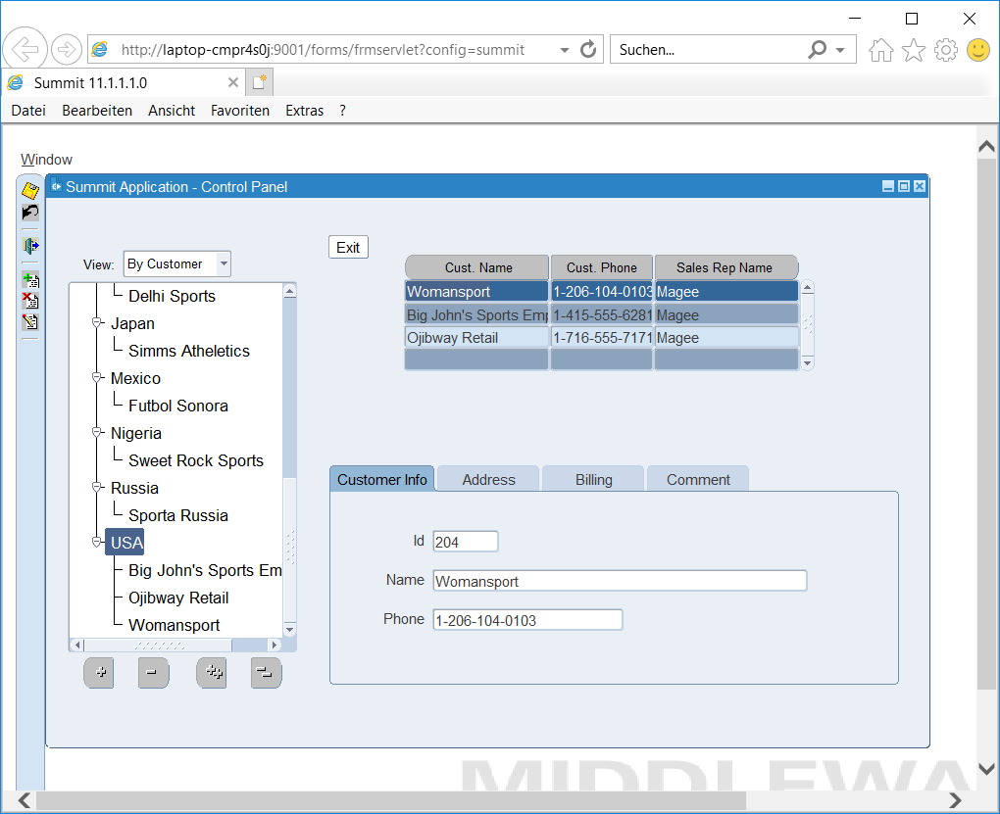 http://laptop-cmpr4s0j:9001/forms/frmservlet?config=summit
Suchen...
Summit 11.1.1.1.0
Datei Bearbeiten Ansicht Favoriten Extras ?
Window
Summit Application - Control Panel
Exit
View: By Customer
Delhi Sports
Japan
Simms Atheletics
Mexico
Futbol Sonora
Nigeria
Sweet Rock Sports
Russia
Sporta Russia
USA
Big John's Sports Em
Ojibway Retail
Womansport
Cust. Name Cust. Phone Sales Rep Name
Womansport 1-206-104-0103 Magee
Big John's Sports Emp 1-415-555-6281 Magee
Ojibway Retail 1-716-555-7171 Magee
Customer Info Address Billing Comment
Id 204
Name Womansport
Phone 1-206-104-0103
MIDDLEWA